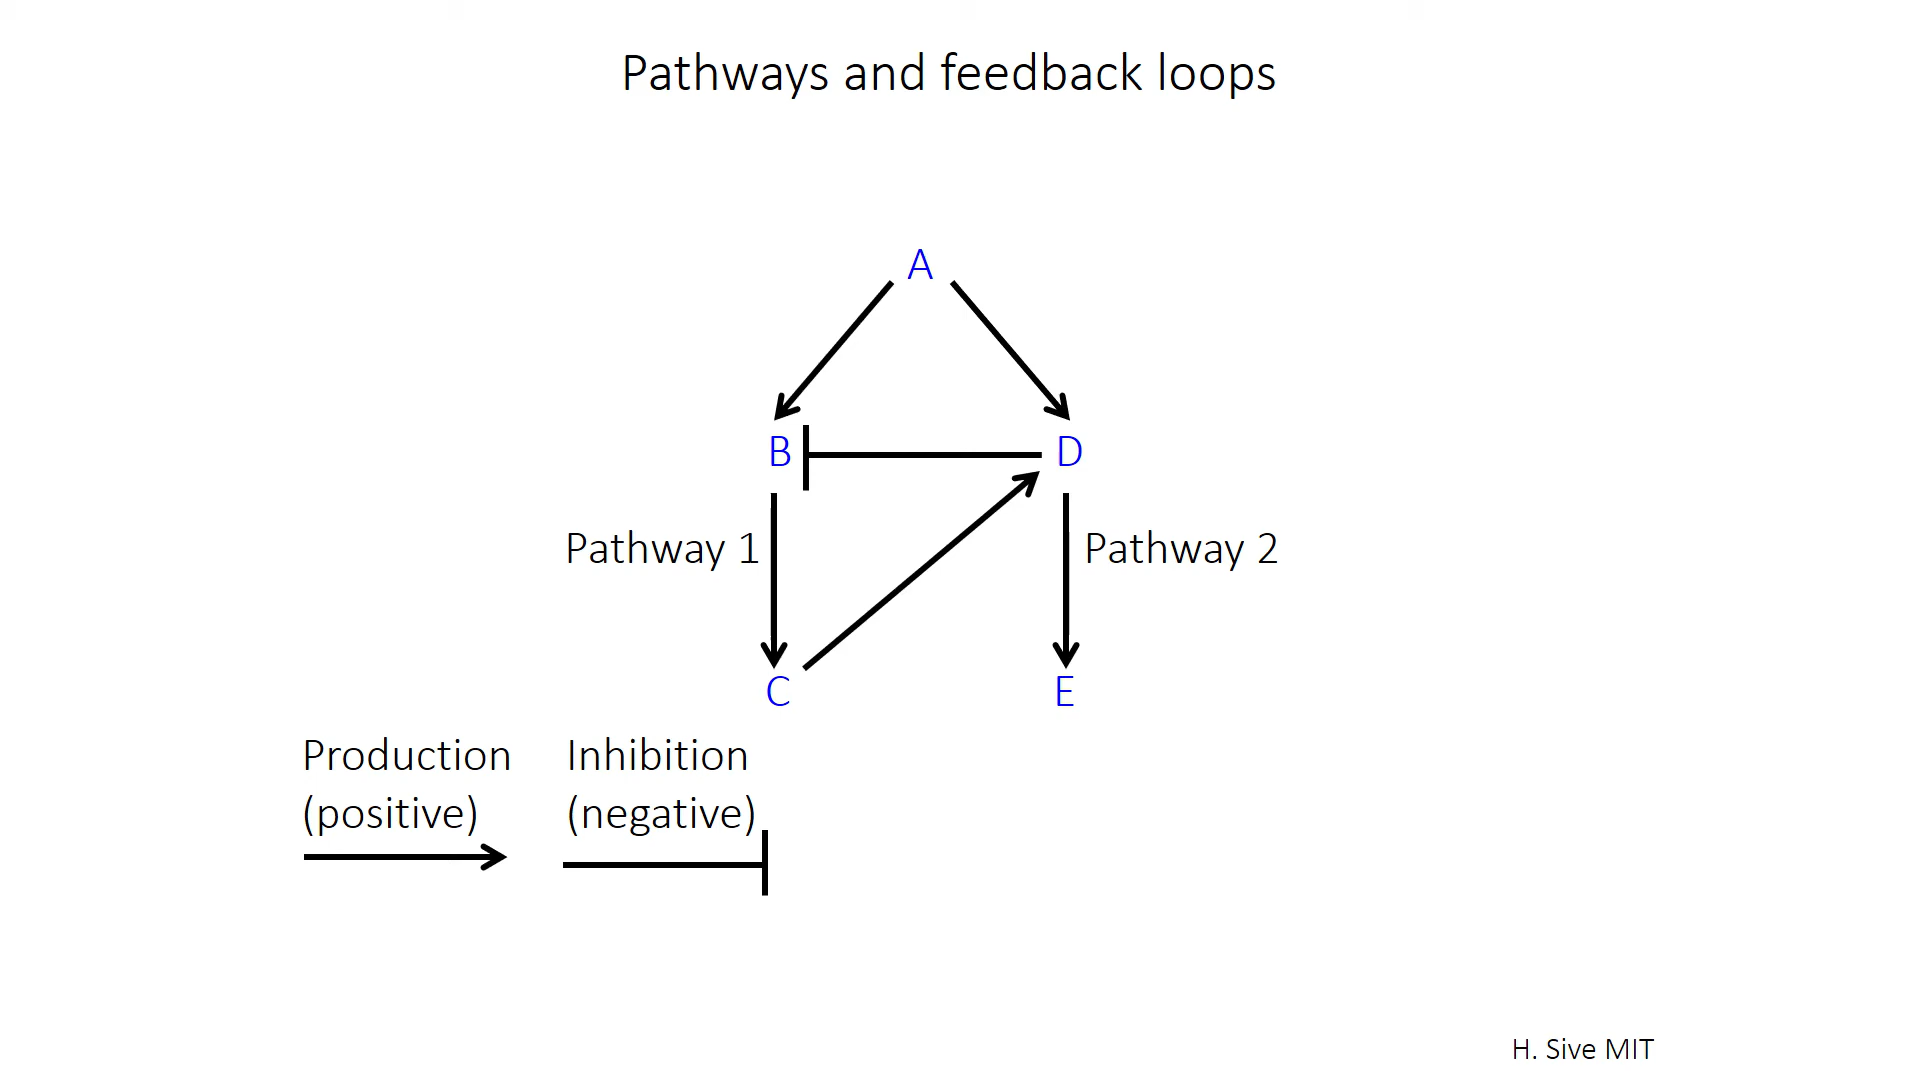 Pathways and feedback loops
A
B
D
Pathway 1
Pathway 2
C
E
Production
(positive)
Inhibition
(negative)
H. Sive MIT